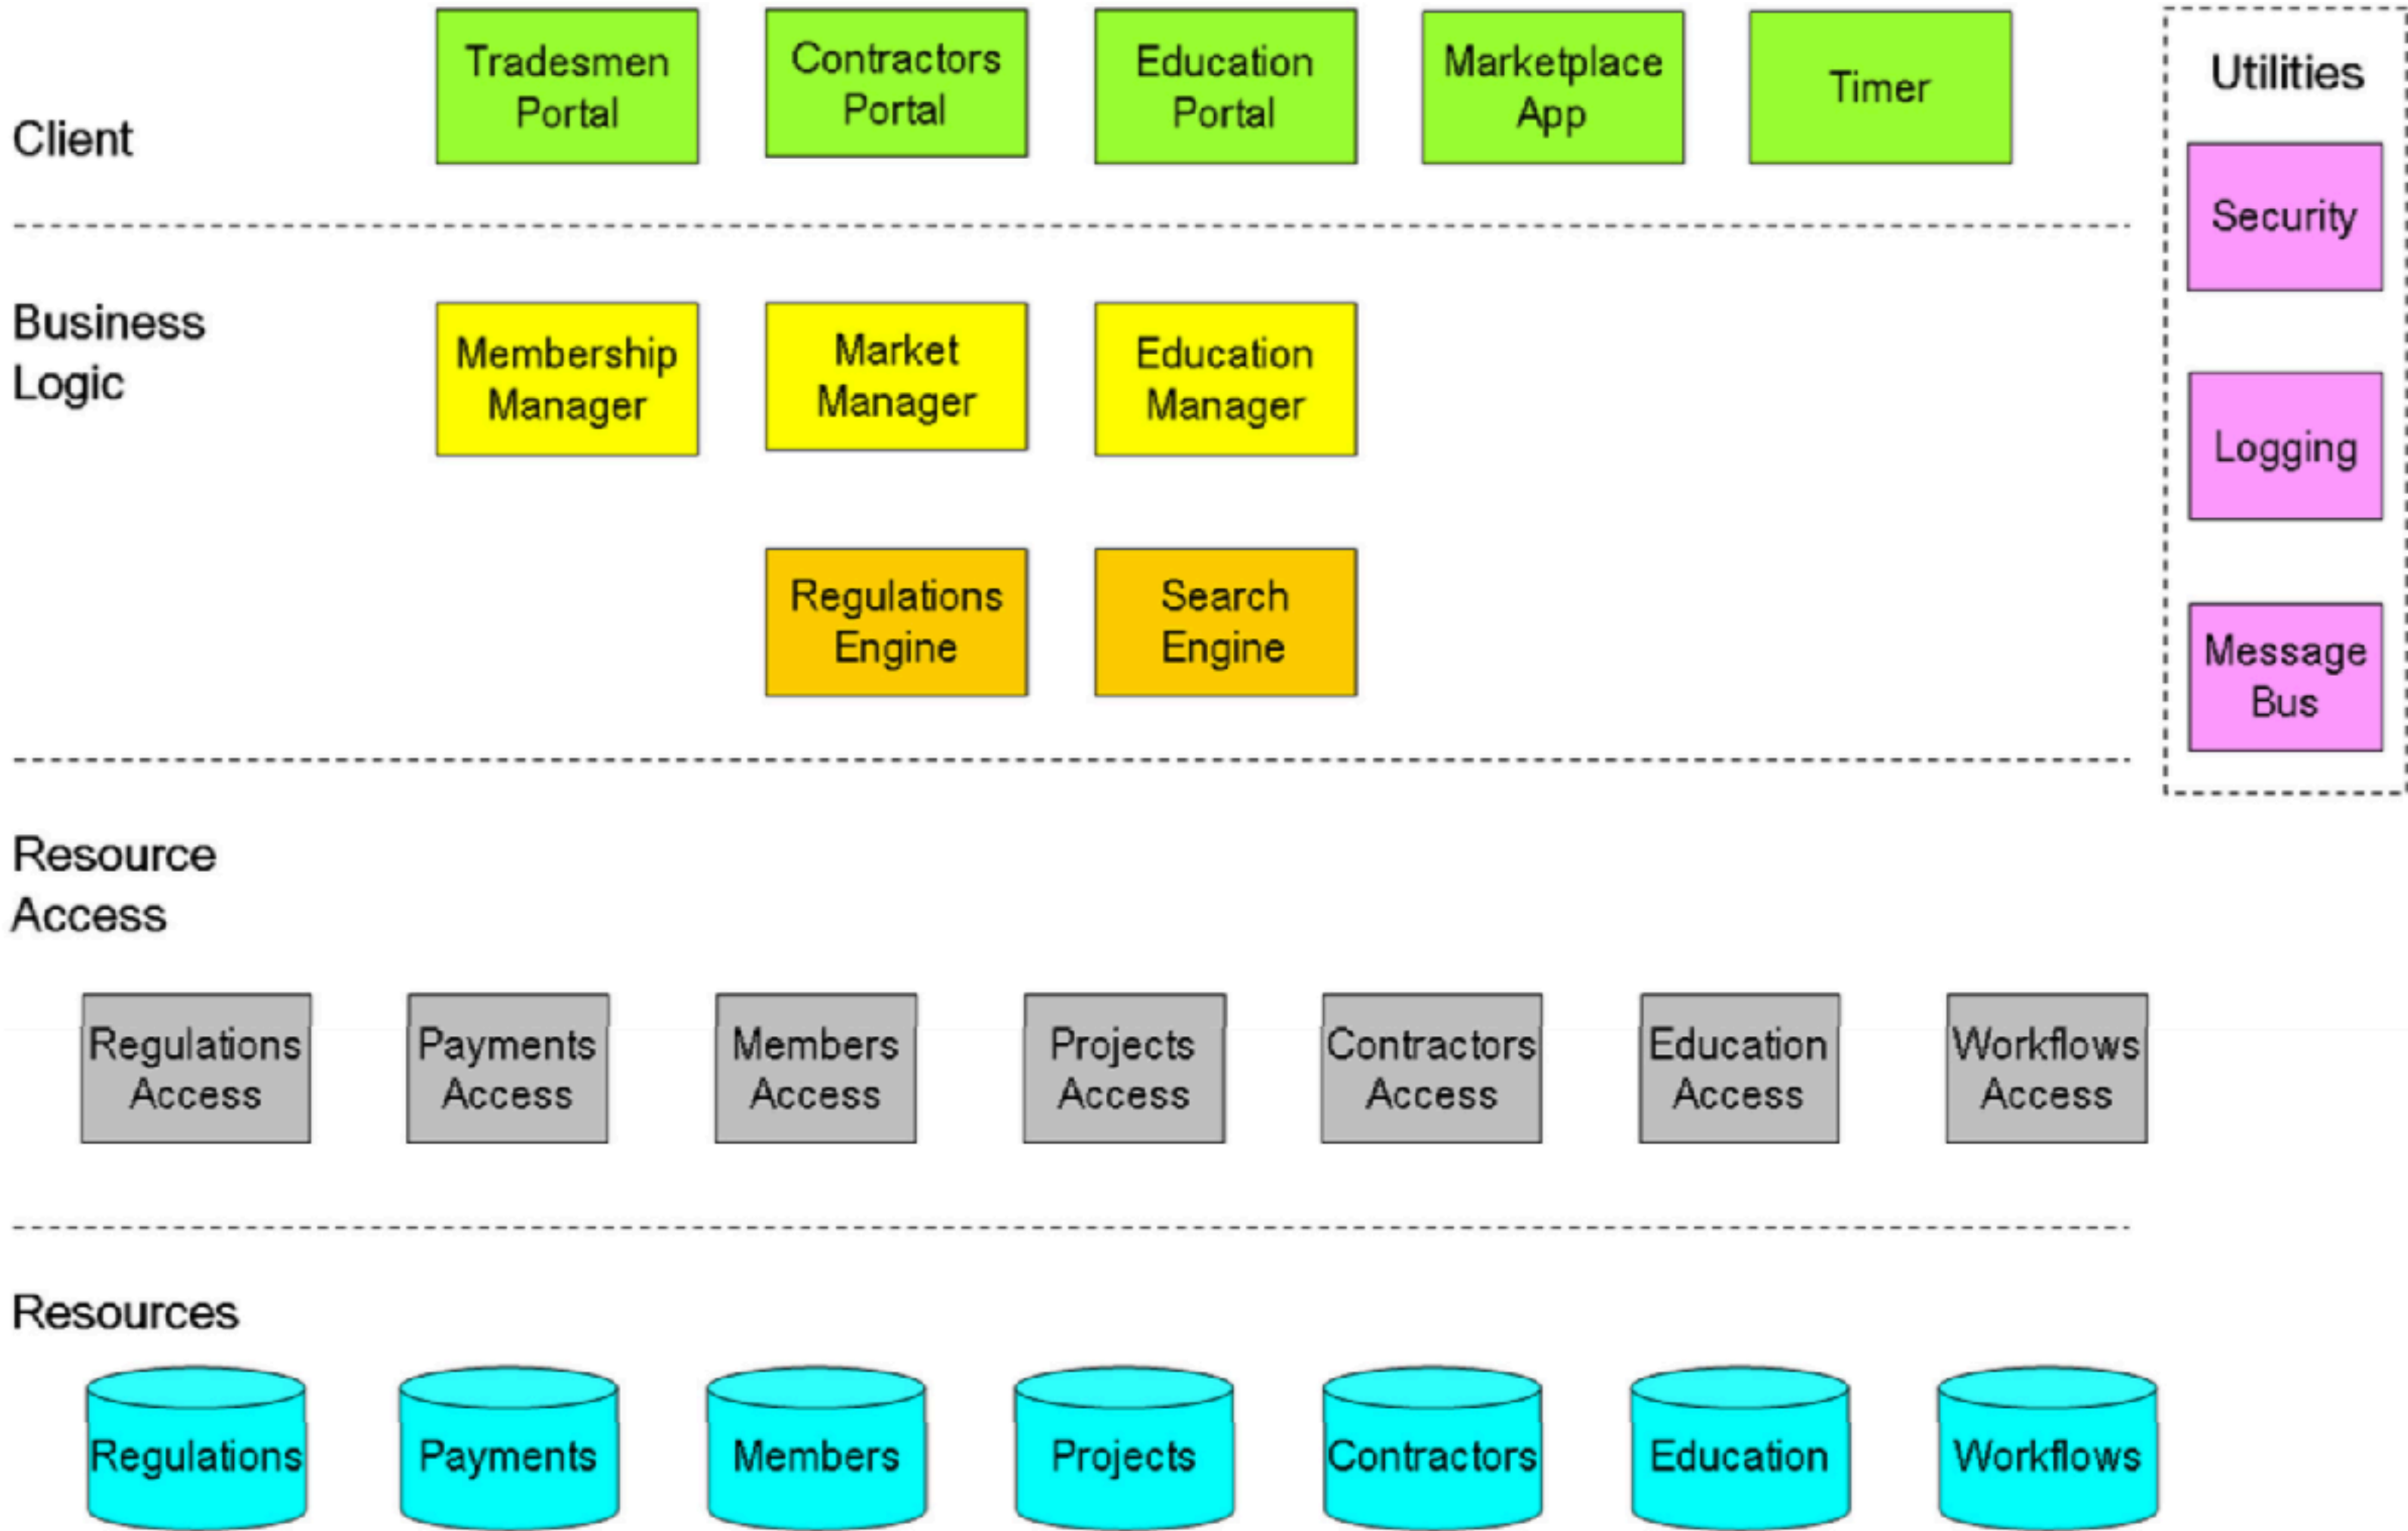 Client
Tradesmen
Portal
Contractors
Portal
Education
Portal
Marketplace
App
Timer
Utilities
Security
Logging
Message
Bus
Business
Logic
Membership
Manager
Market
Manager
Education
Manager
Regulations
Engine
Search
Engine
Resource
Access
Regulations
Access
Payments
Access
Members
Access
Projects
Access
Contractors
Access
Education
Access
Workflows
Access
Resources
Regulations
Payments
Members
Projects
Contractors
Education
Workflows